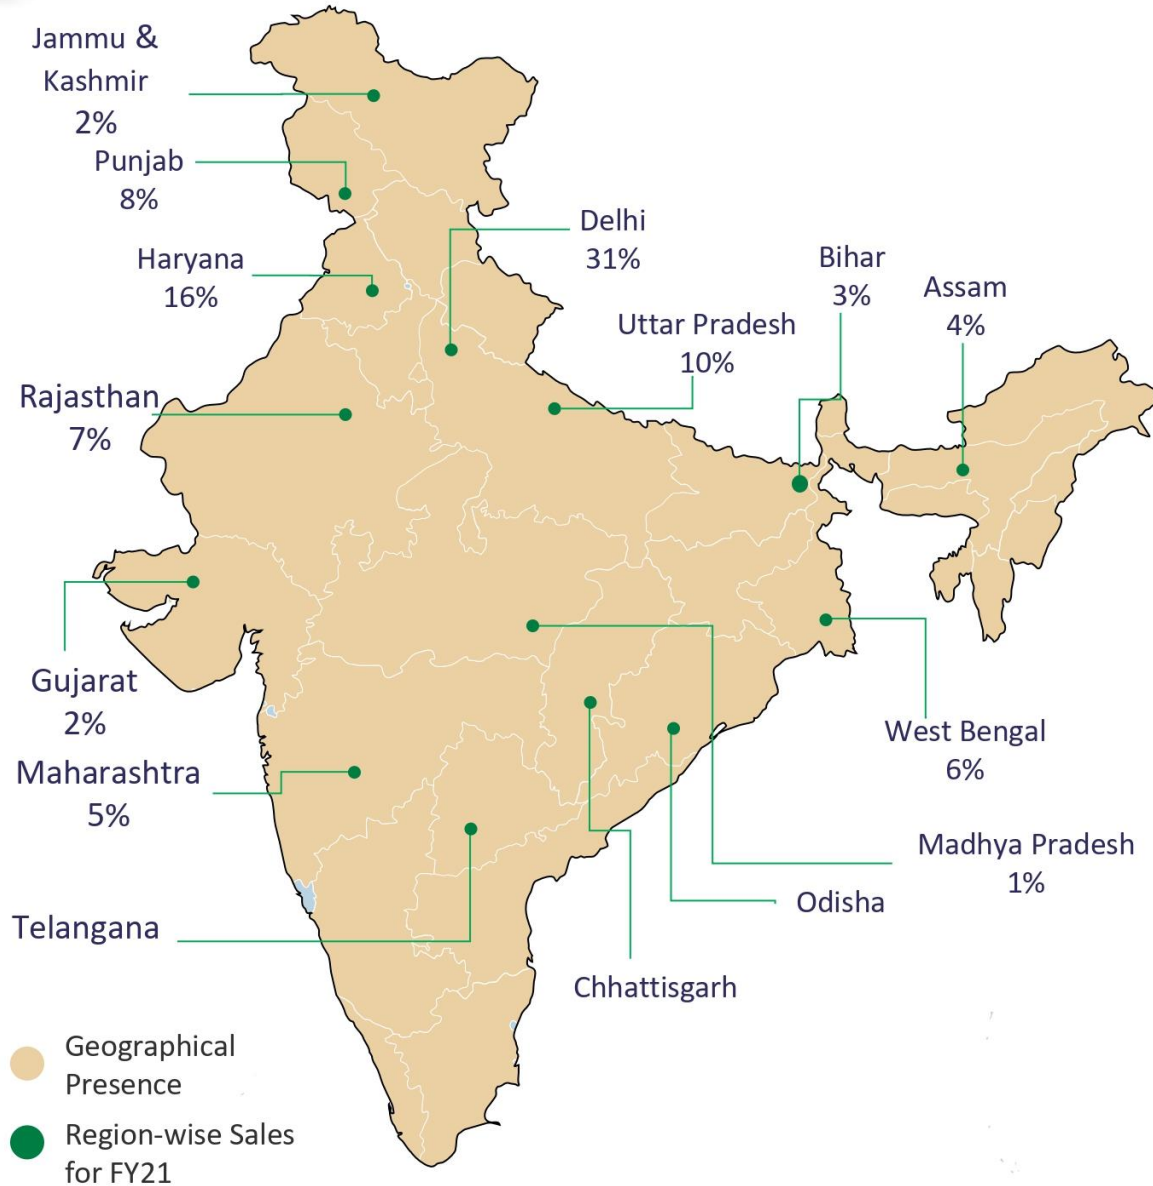 Jammu &
Kashmir
2%
Punjab
8%
Haryana
16%
Delhi
31%
Bihar
3%
Assam
4%
Uttar Pradesh
10%
Rajasthan
7%
Gujarat
2%
Maharashtra
5%
West Bengal
6%
Madhya Pradesh
1%
Odisha
Telangana
Chhattisgarh
Geographical
Presence
Region-wise Sales
for FY21